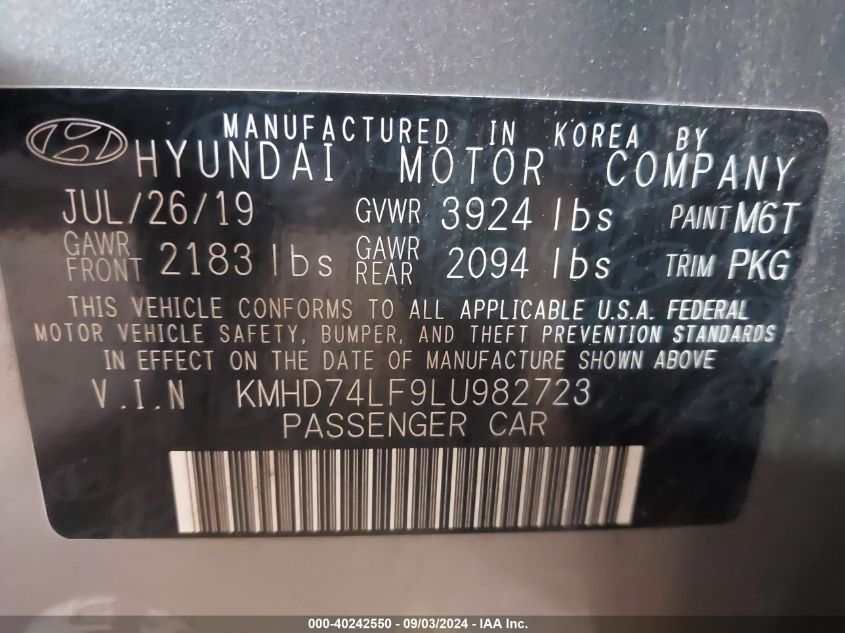 MANUFACTURED IN KOREA BY
HYUNDAI MOTOR COMPANY
JUL/26/19 GVWR 3924 lbs PAINT M6T
GAWR FRONT 2183 lbs GAWR REAR 2094 lbs TRIM PKG
THIS VEHICLE CONFORMS TO ALL APPLICABLE U.S.A. FEDERAL
MOTOR VEHICLE SAFETY, BUMPER, AND THEFT PREVENTION STANDARDS
IN EFFECT ON THE DATE OF MANUFACTURE SHOWN ABOVE
V.I.N KMHD74LF9LU982723
PASSENGER CAR
000-40242550 - 09/03/2024 - IAA Inc.